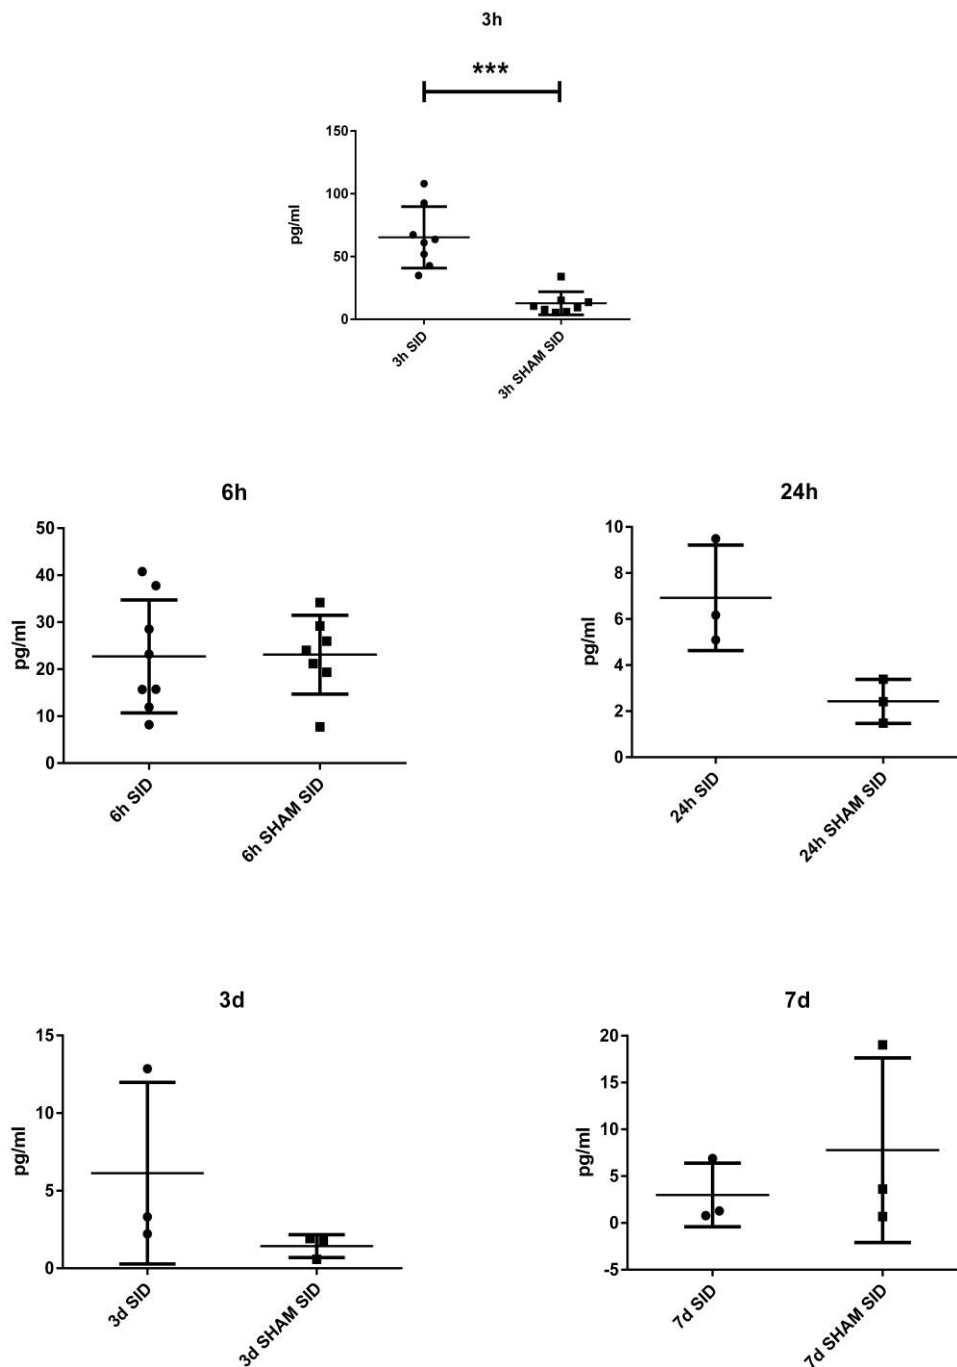 3h
***
150
100
50
0
pg/ml
3h SID
3h SHAM SID
6h
50
40
30
20
10
0
pg/ml
6h SID
6h SHAM SID
24h
10
8
6
4
2
0
pg/ml
24h SID
24h SHAM SID
3d
15
10
5
0
pg/ml
3d SID
3d SHAM SID
7d
20
15
10
5
0
-5
pg/ml
7d SID
7d SHAM SID